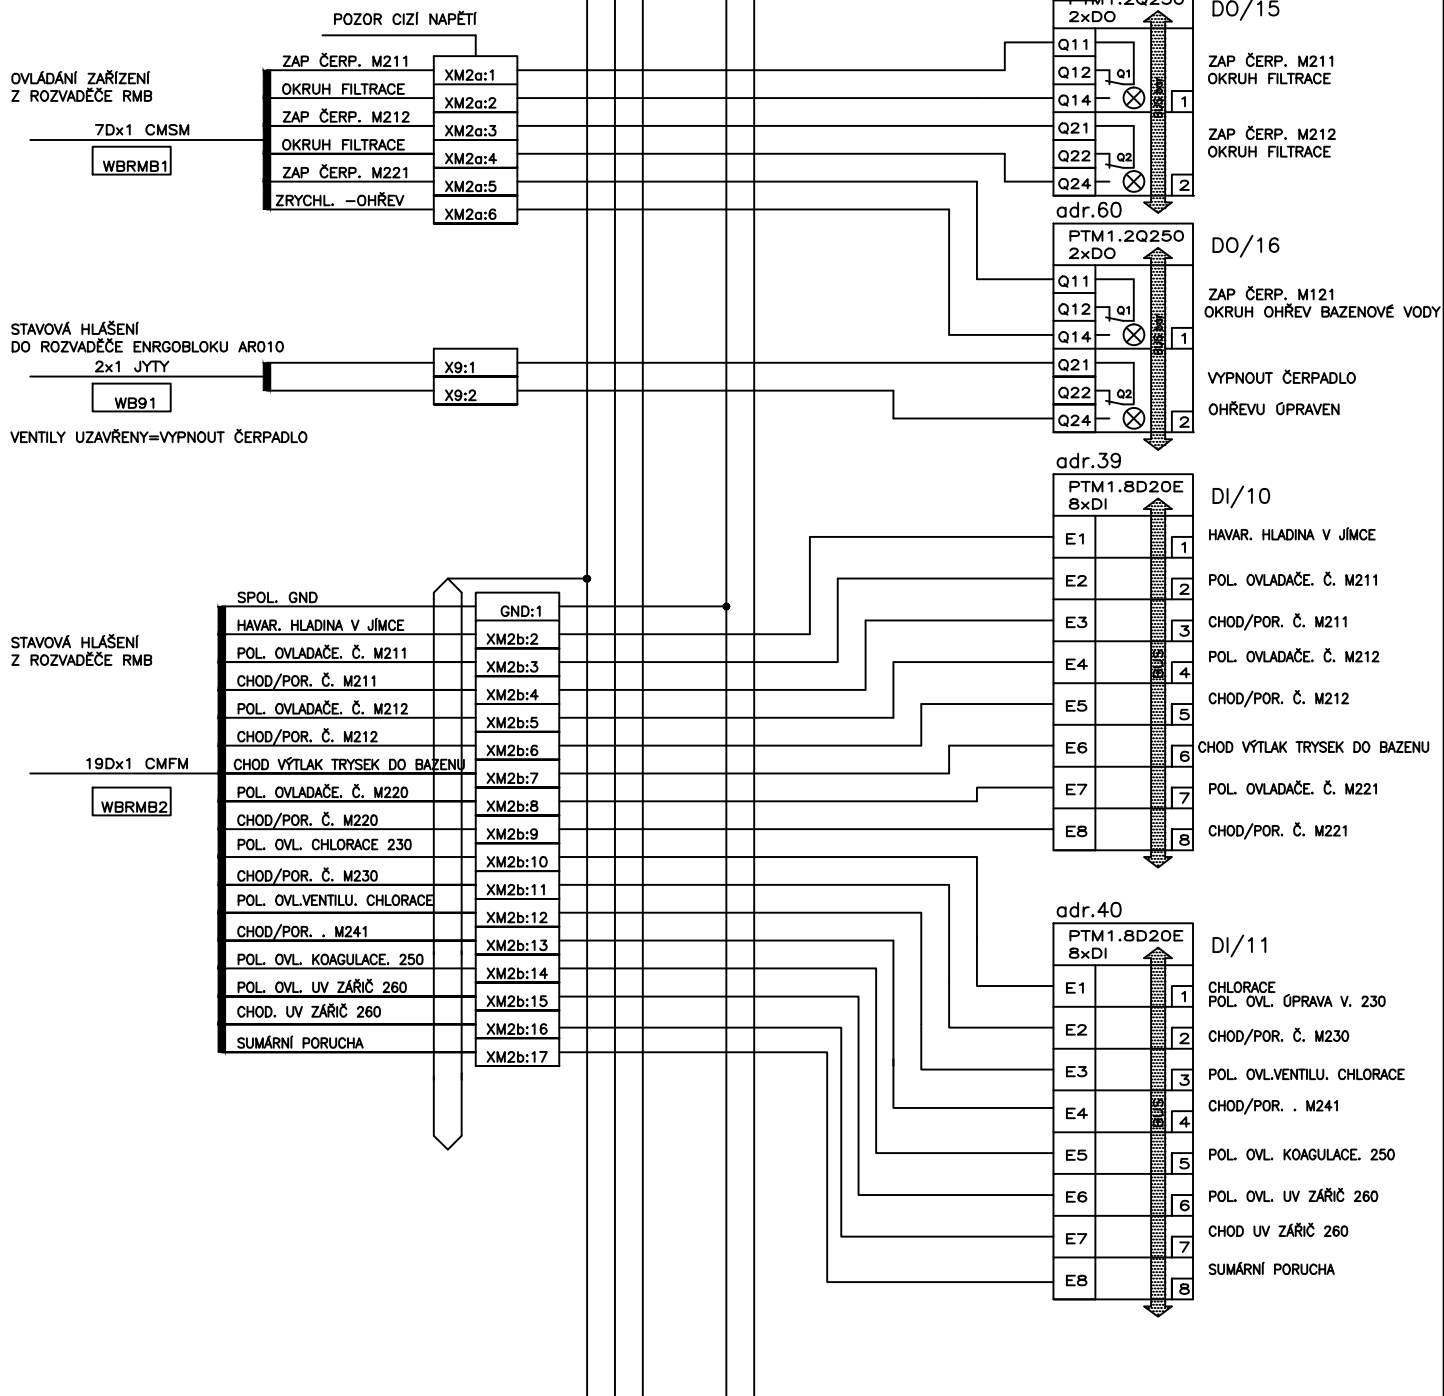 POZOR CIZÍ NAPĚTÍ
OVLÁDÁNÍ ZAŘÍZENÍ
Z ROZVADĚČE RMB
7Dx1 CMSM
WBRMB1
ZAP ČERP. M211
OKRUH FILTRACE
ZAP ČERP. M212
OKRUH FILTRACE
ZAP ČERP. M221
ZRYCHL. –OHŘEV
XM2a:1
XM2a:2
XM2a:3
XM2a:4
XM2a:5
XM2a:6
PTM1.2Q250
2xDO
DO/15
Q11
Q12
Q14
Q21
Q22
Q24
Q1
Q2
1
2
ZAP ČERP. M211
OKRUH FILTRACE
ZAP ČERP. M212
OKRUH FILTRACE
adr.60
PTM1.2Q250
2xDO
DO/16
Q11
Q12
Q14
Q21
Q22
Q24
Q1
Q2
1
2
ZAP ČERP. M121
OKRUH OHŘEV BAZENOVÉ VODY
VYPNOUT ČERPADLO
OHŘEVU ÚPRAVEN
STAVOVÁ HLÁŠENÍ
DO ROZVADĚČE ENRGOBLOKU AR010
2x1 JYTY
WB91
X9:1
X9:2
VENTILY UZAVŘENY=VYPNOUT ČERPADLO
adr.39
PTM1.8D20E
8xDI
DI/10
E1
E2
E3
E4
E5
E6
E7
E8
BUS
1
2
3
4
5
6
7
8
HAVAR. HLADINA V JÍMCE
POL. OVLADAČE. Č. M211
CHOD/POR. Č. M211
POL. OVLADAČE. Č. M212
CHOD/POR. Č. M212
CHOD VÝTLAK TRYSEK DO BAZENU
POL. OVLADAČE. Č. M221
CHOD/POR. Č. M221
STAVOVÁ HLÁŠENÍ
Z ROZVADĚČE RMB
19Dx1 CMFM
WBRMB2
SPOL. GND
HAVAR. HLADINA V JÍMCE
POL. OVLADAČE. Č. M211
CHOD/POR. Č. M211
POL. OVLADAČE. Č. M212
CHOD/POR. Č. M212
CHOD VÝTLAK TRYSEK DO BAZENU
POL. OVLADAČE. Č. M220
CHOD/POR. Č. M220
POL. OVL. CHLORACE 230
CHOD/POR. Č. M230
POL. OVL.VENTILU. CHLORACE
CHOD/POR. . M241
POL. OVL. KOAGULACE. 250
POL. OVL. UV ZÁŘIČ 260
CHOD. UV ZÁŘIČ 260
SUMÁRNÍ PORUCHA
GND:1
XM2b:2
XM2b:3
XM2b:4
XM2b:5
XM2b:6
XM2b:7
XM2b:8
XM2b:9
XM2b:10
XM2b:11
XM2b:12
XM2b:13
XM2b:14
XM2b:15
XM2b:16
XM2b:17
adr.40
PTM1.8D20E
8xDI
DI/11
E1
E2
E3
E4
E5
E6
E7
E8
BUS
1
2
3
4
5
6
7
8
CHLORACE
POL. OVL. ÚPRAVA V. 230
CHOD/POR. Č. M230
POL. OVL.VENTILU. CHLORACE
CHOD/POR. . M241
POL. OVL. KOAGULACE. 250
POL. OVL. UV ZÁŘIČ 260
CHOD UV ZÁŘIČ 260
SUMÁRNÍ PORUCHA